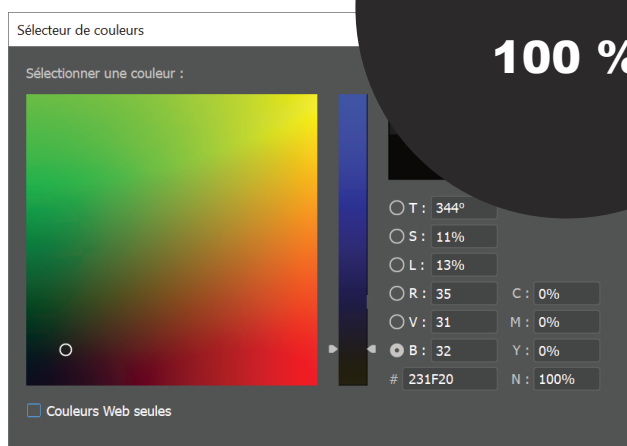 Sélecteur de couleurs
100 %
Sélectionner une couleur :
T : 344°
S : 11%
L : 13%
R : 35 C : 0%
V : 31 M : 0%
B : 32 Y : 0%
# 231F20 N : 100%
Couleurs Web seules